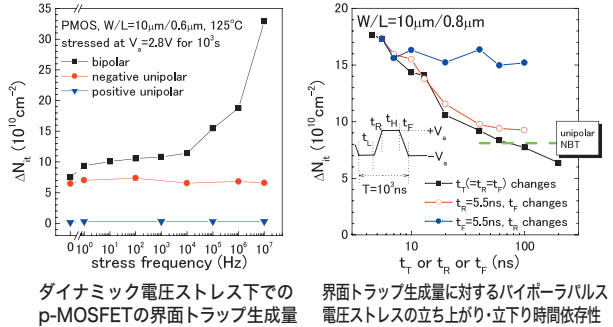 PMOS, W/L=10μm/0.6μm, 125°C
stressed at Va=2.8V for 10³s
bipolar
negative unipolar
positive unipolar
35
30
25
20
15
10
5
0
ΔNit (10¹⁰cm⁻²)
0 10⁰ 10¹ 10² 10³ 10⁴ 10⁵ 10⁶ 10⁷
stress frequency (Hz)
ダイナミック電圧ストレス下での
p-MOSFETの界面トラップ生成量
W/L=10μm/0.8μm
20
15
10
5
0
ΔNit (10¹⁰cm⁻²)
tR tH tF
tL
+Va
−Va
T=10³ns
unipolar
NBT
tT(=tR=tF) changes
tR=5.5ns, tF changes
tF=5.5ns, tR changes
10 100
tT or tR or tF (ns)
界面トラップ生成量に対するバイポーラパルス
電圧ストレスの立ち上がり・立下り時間依存性